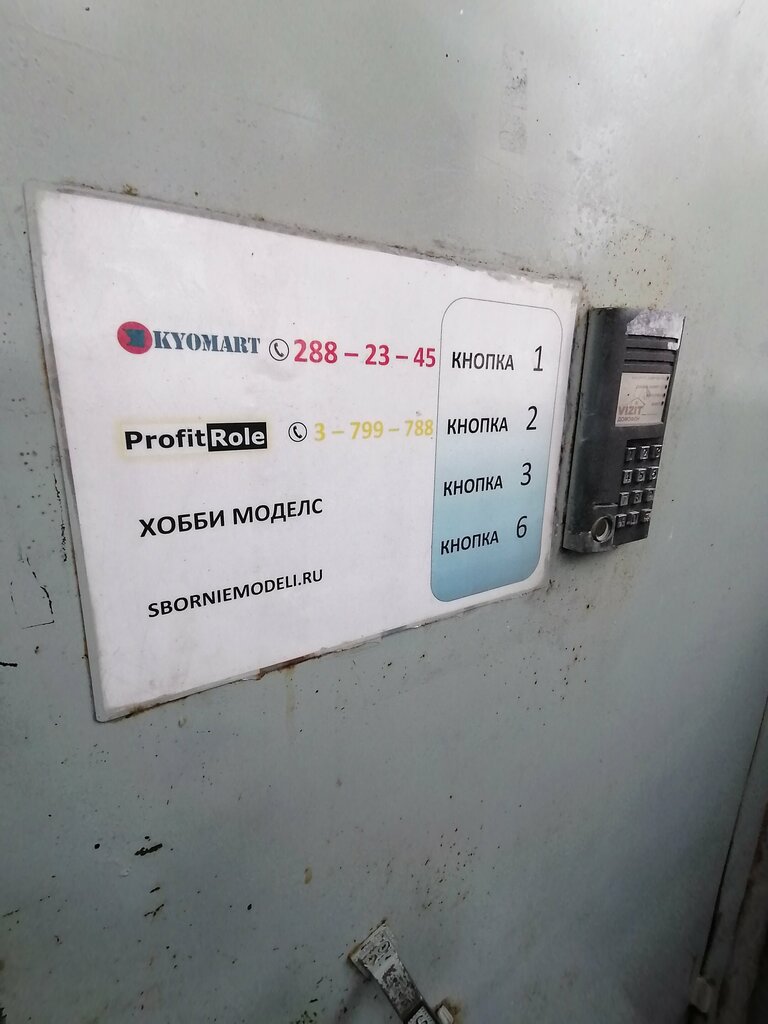 KYOMART 288 – 23 – 45 КНОПКА 1
ProfitRole 3 – 799 – 788 КНОПКА 2
ХОББИ МОДЕЛС КНОПКА 3
SBORNIEMODELI.RU КНОПКА 6
VIZIT
ДОМОФОН